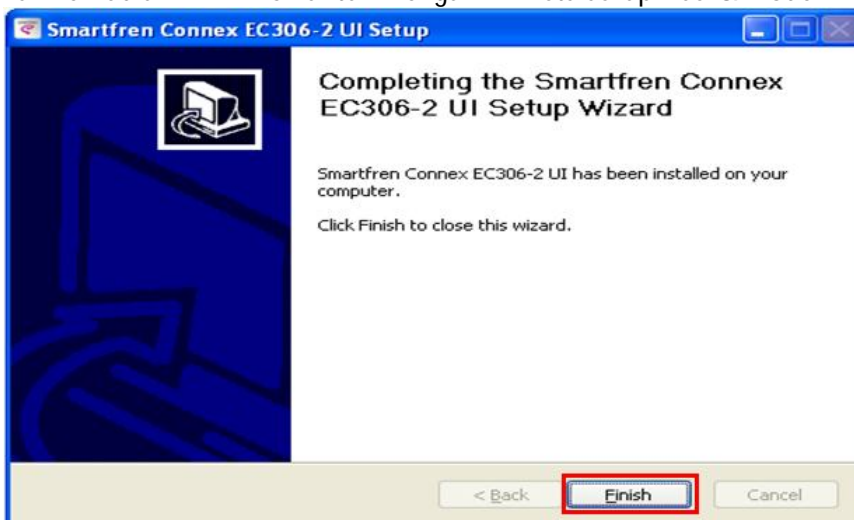 Smartfren Connex EC306-2 UI Setup
Completing the Smartfren Connex
EC306-2 UI Setup Wizard
Smartfren Connex EC306-2 UI has been installed on your
computer.
Click Finish to close this wizard.
< Back
Finish
Cancel